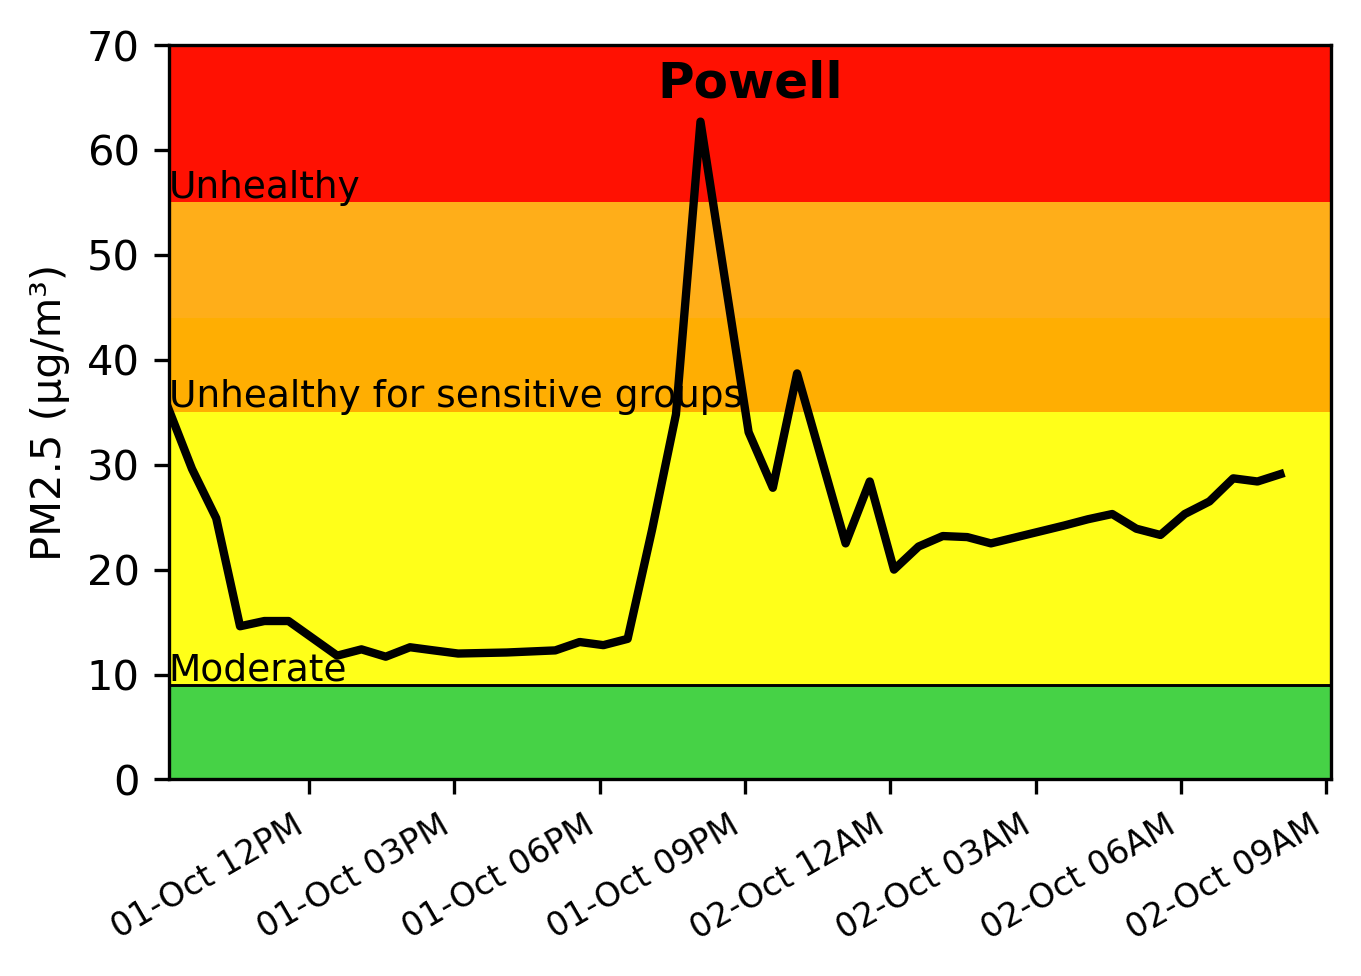 Powell
PM2.5 (µg/m³)
70
60
50
40
30
20
10
0
Unhealthy
Unhealthy for sensitive groups
Moderate
01-Oct 12PM
01-Oct 03PM
01-Oct 06PM
01-Oct 09PM
02-Oct 12AM
02-Oct 03AM
02-Oct 06AM
02-Oct 09AM